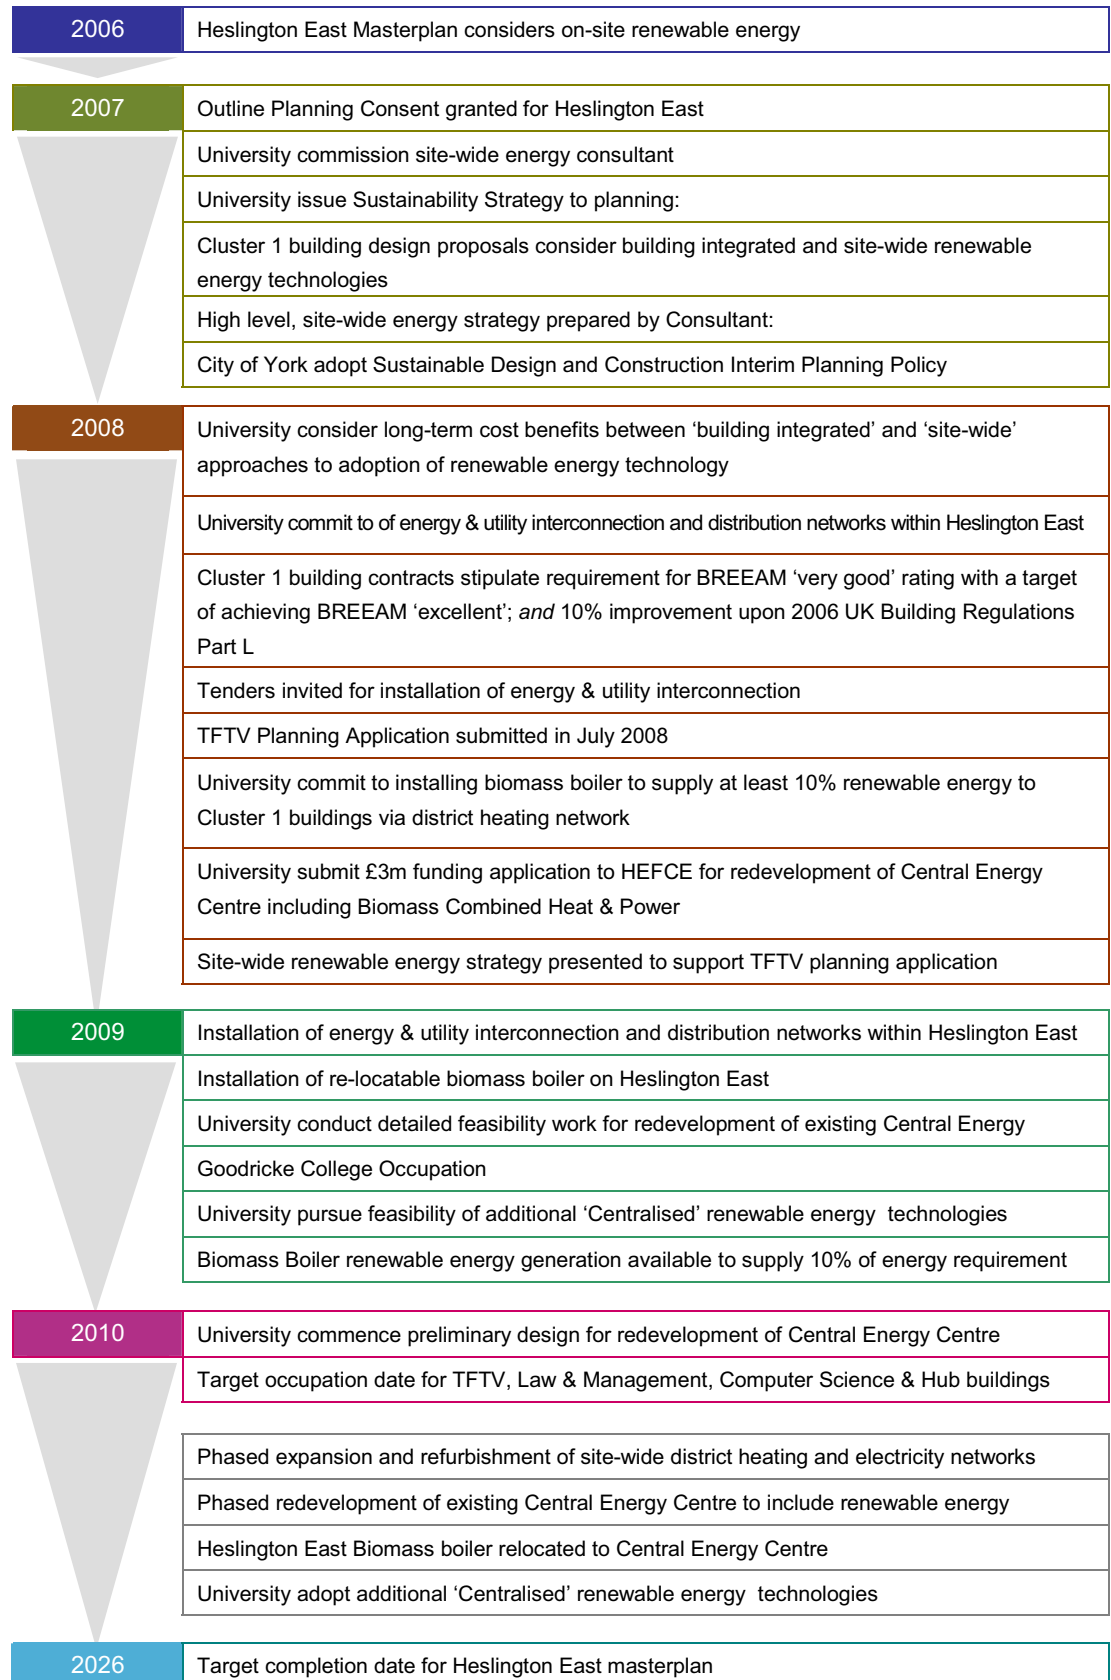 2006
Heslington East Masterplan considers on-site renewable energy
2007
Outline Planning Consent granted for Heslington East
University commission site-wide energy consultant
University issue Sustainability Strategy to planning:
Cluster 1 building design proposals consider building integrated and site-wide renewable
energy technologies
High level, site-wide energy strategy prepared by Consultant:
City of York adopt Sustainable Design and Construction Interim Planning Policy
2008
University consider long-term cost benefits between ‘building integrated’ and ‘site-wide’
approaches to adoption of renewable energy technology
University commit to of energy & utility interconnection and distribution networks within Heslington East
Cluster 1 building contracts stipulate requirement for BREEAM ‘very good’ rating with a target
of achieving BREEAM ‘excellent’; and 10% improvement upon 2006 UK Building Regulations
Part L
Tenders invited for installation of energy & utility interconnection
TFTV Planning Application submitted in July 2008
University commit to installing biomass boiler to supply at least 10% renewable energy to
Cluster 1 buildings via district heating network
University submit £3m funding application to HEFCE for redevelopment of Central Energy
Centre including Biomass Combined Heat & Power
Site-wide renewable energy strategy presented to support TFTV planning application
2009
Installation of energy & utility interconnection and distribution networks within Heslington East
Installation of re-locatable biomass boiler on Heslington East
University conduct detailed feasibility work for redevelopment of existing Central Energy
Goodricke College Occupation
University pursue feasibility of additional ‘Centralised’ renewable energy technologies
Biomass Boiler renewable energy generation available to supply 10% of energy requirement
2010
University commence preliminary design for redevelopment of Central Energy Centre
Target occupation date for TFTV, Law & Management, Computer Science & Hub buildings
Phased expansion and refurbishment of site-wide district heating and electricity networks
Phased redevelopment of existing Central Energy Centre to include renewable energy
Heslington East Biomass boiler relocated to Central Energy Centre
University adopt additional ‘Centralised’ renewable energy technologies
2026
Target completion date for Heslington East masterplan